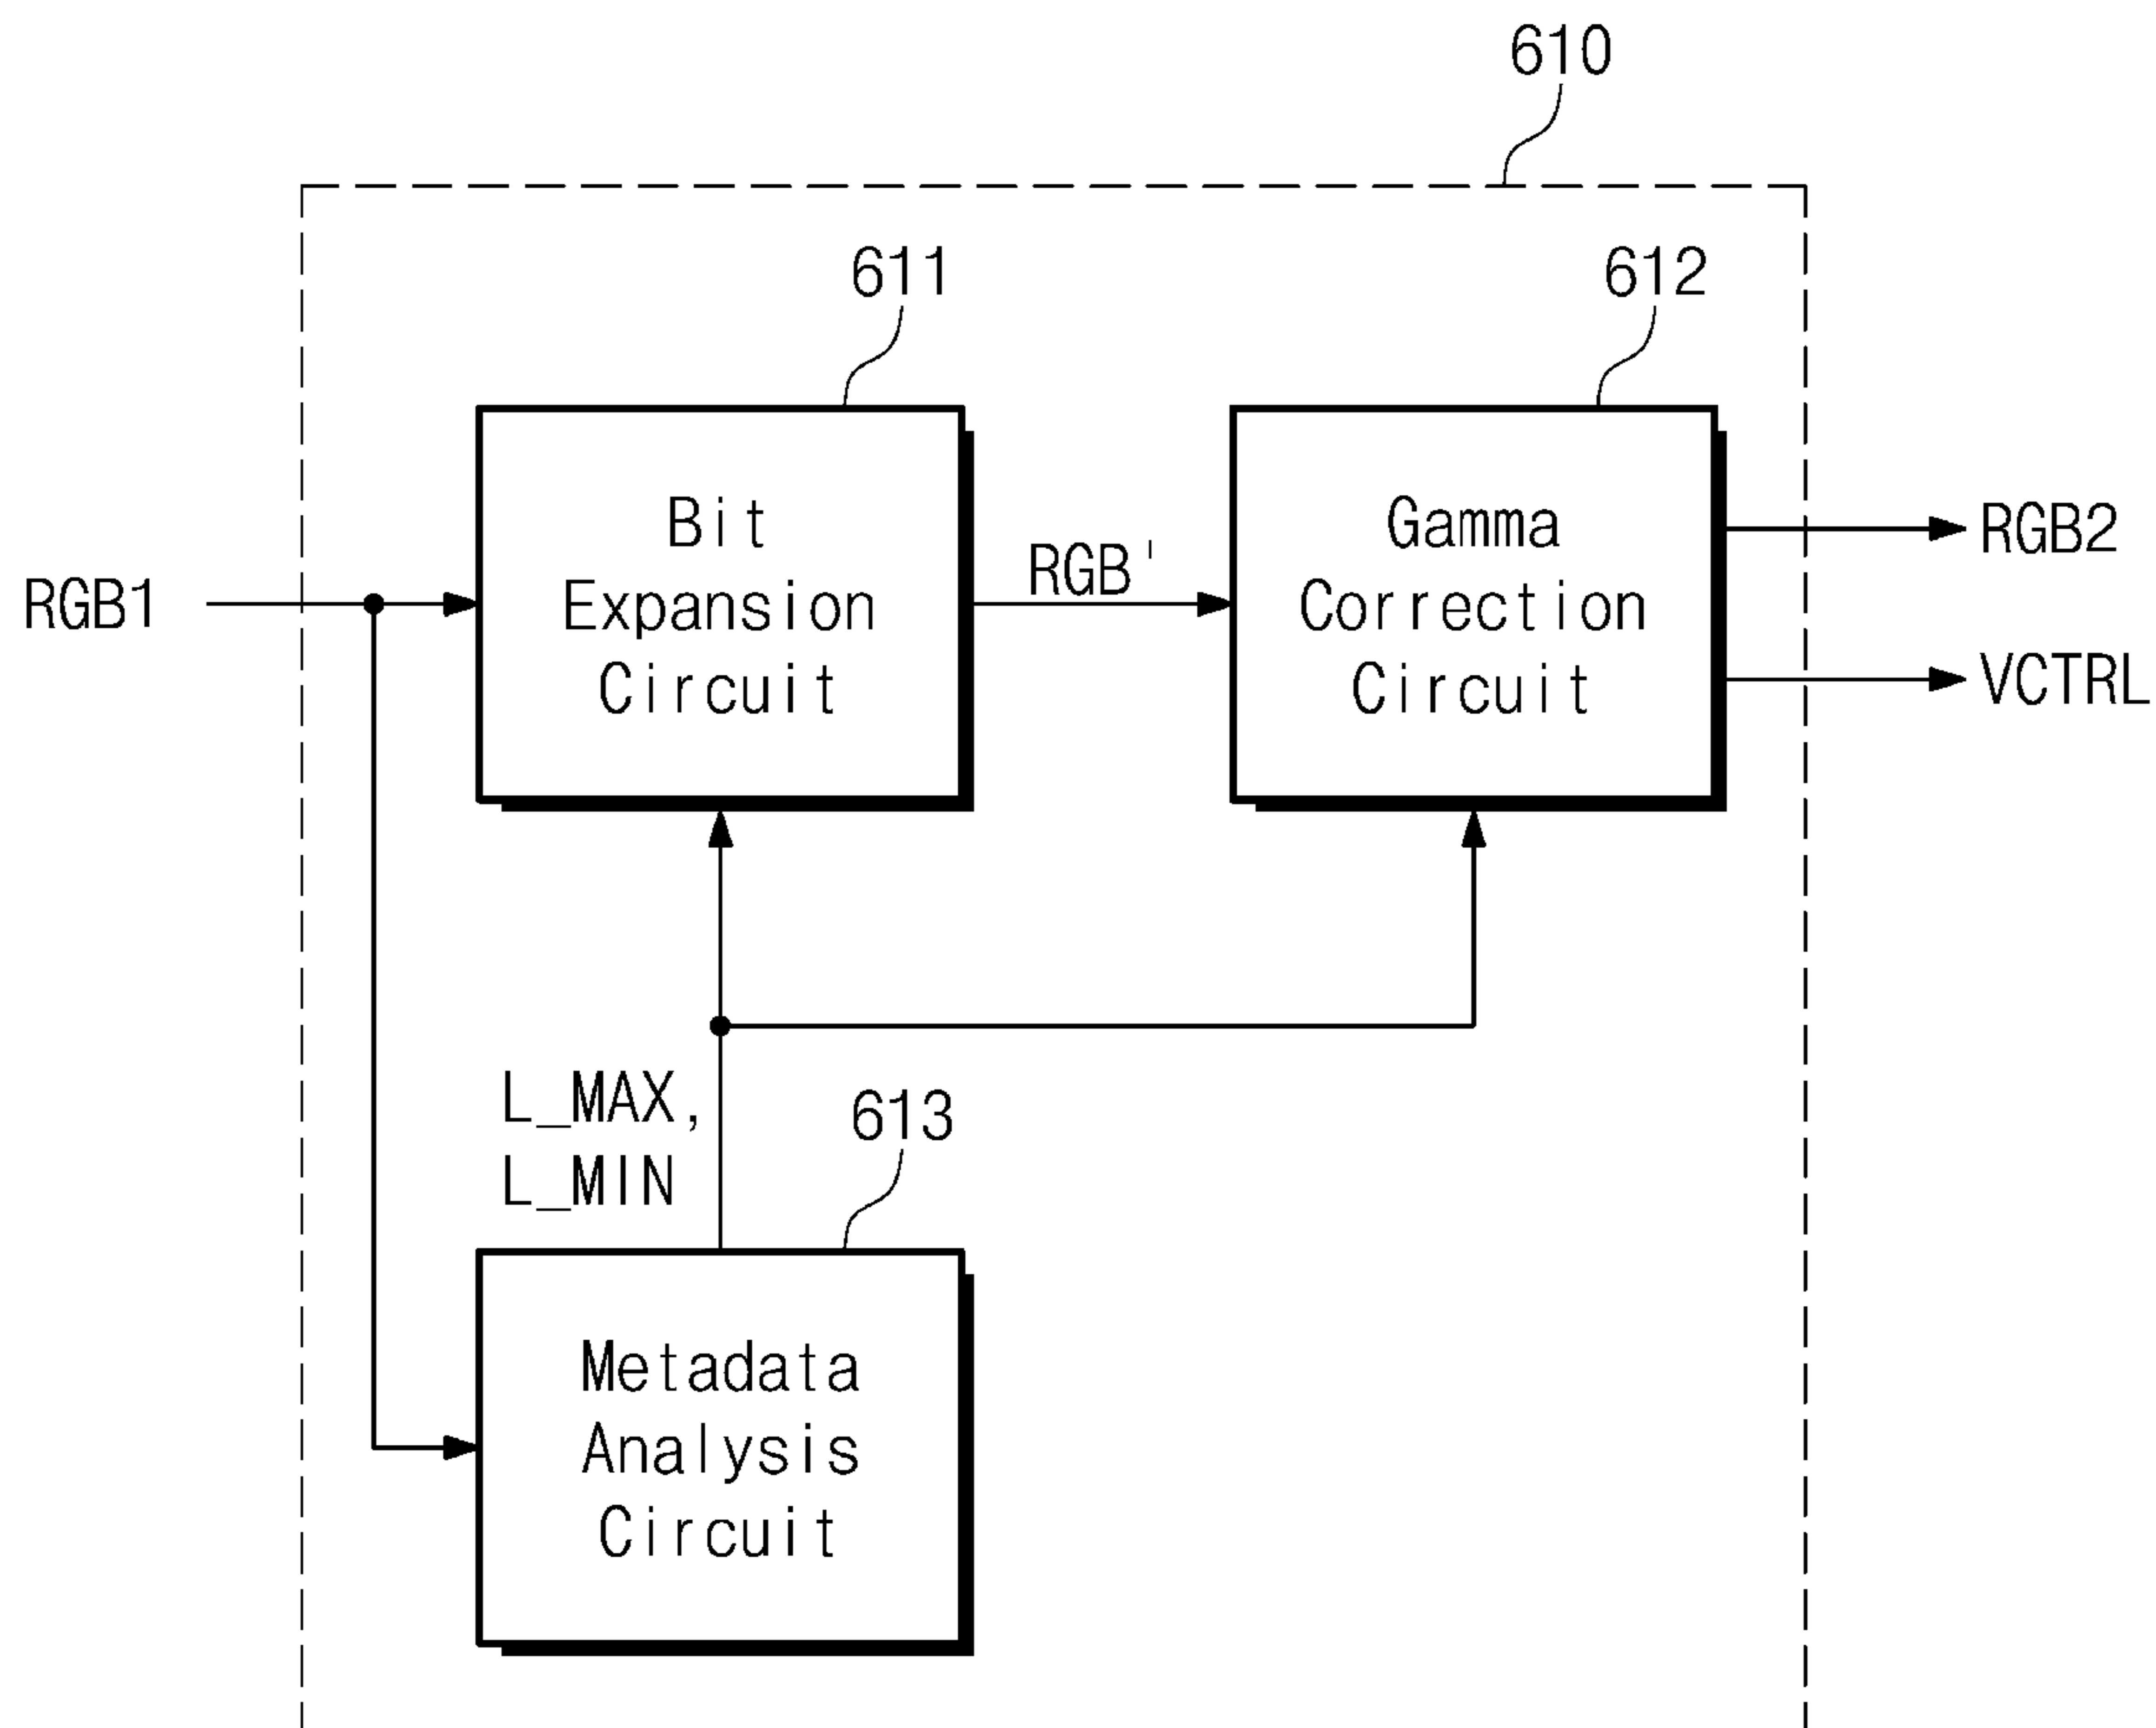 610
611
612
Bit
Expansion
Circuit
Gamma
Correction
Circuit
RGB1
RGB'
RGB2
VCTRL
L_MAX,
L_MIN
613
Metadata
Analysis
Circuit